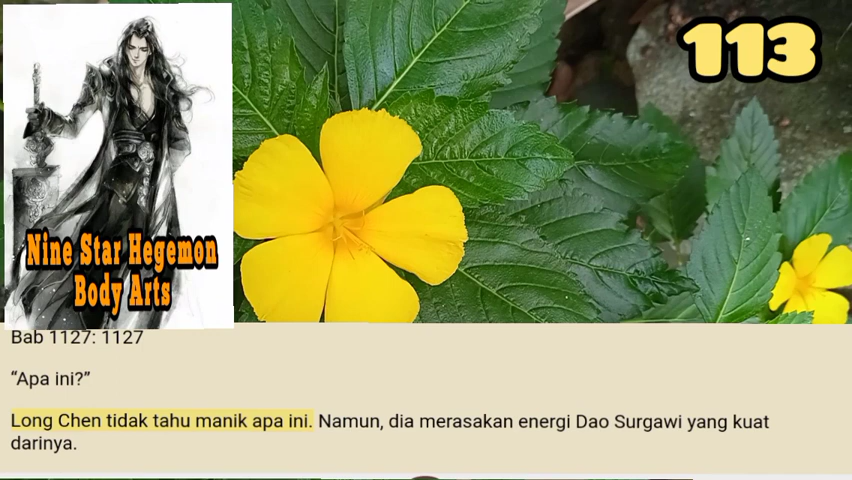 113
Nine Star Hegemon
Body Arts
Bab 1127: 1127
“Apa ini?”
Long Chen tidak tahu manik apa ini. Namun, dia merasakan energi Dao Surgawi yang kuat
darinya.